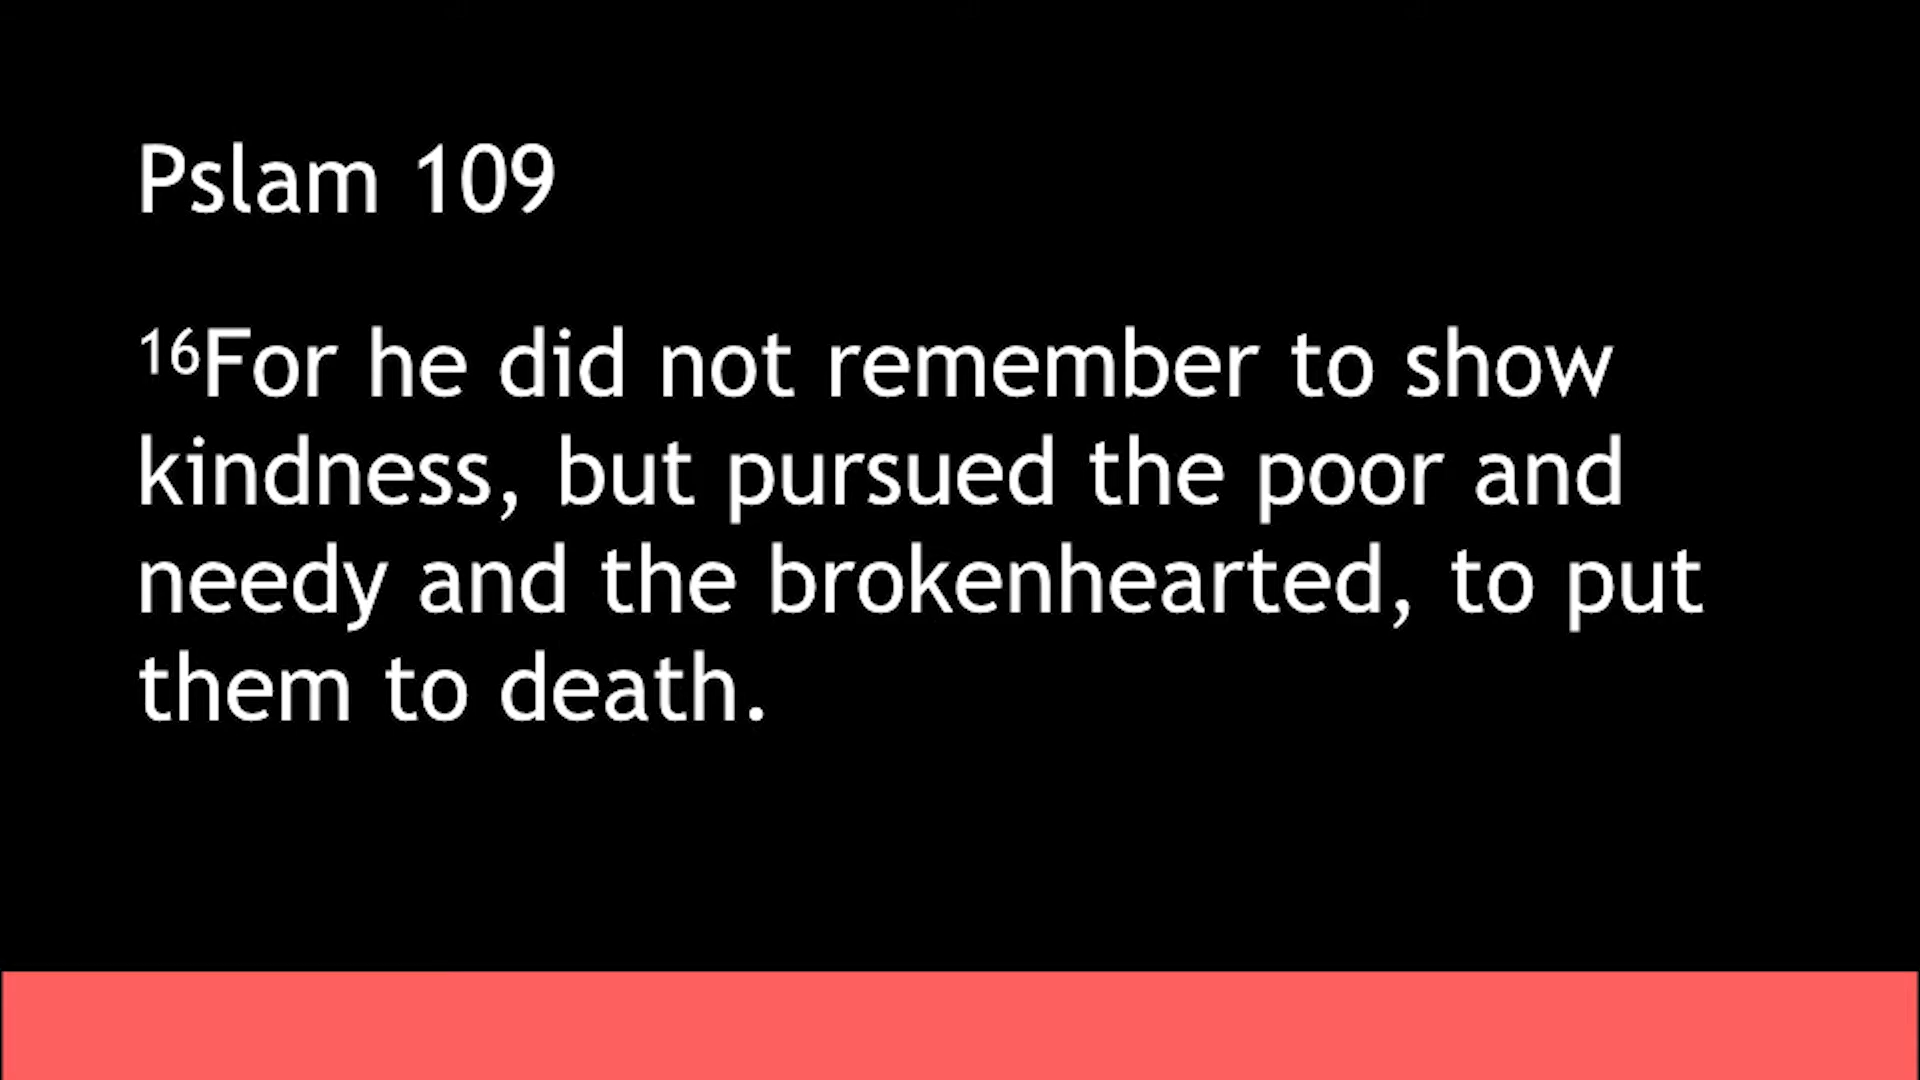 Pslam 109
16For he did not remember to show
kindness, but pursued the poor and
needy and the brokenhearted, to put
them to death.